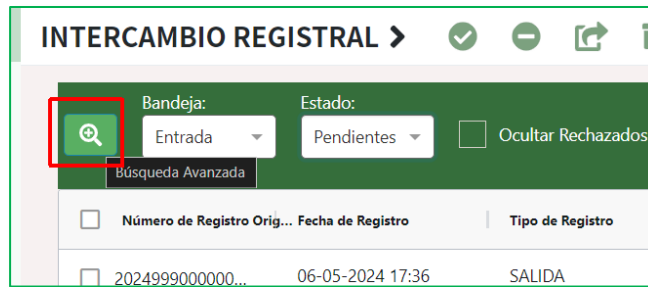 INTERCAMBIO REGISTRAL >
Bandeja: Estado:
Entrada Pendientes Ocultar Rechazados
Búsqueda Avanzada
Número de Registro Orig... Fecha de Registro Tipo de Registro
2024999000000... 06-05-2024 17:36 SALIDA